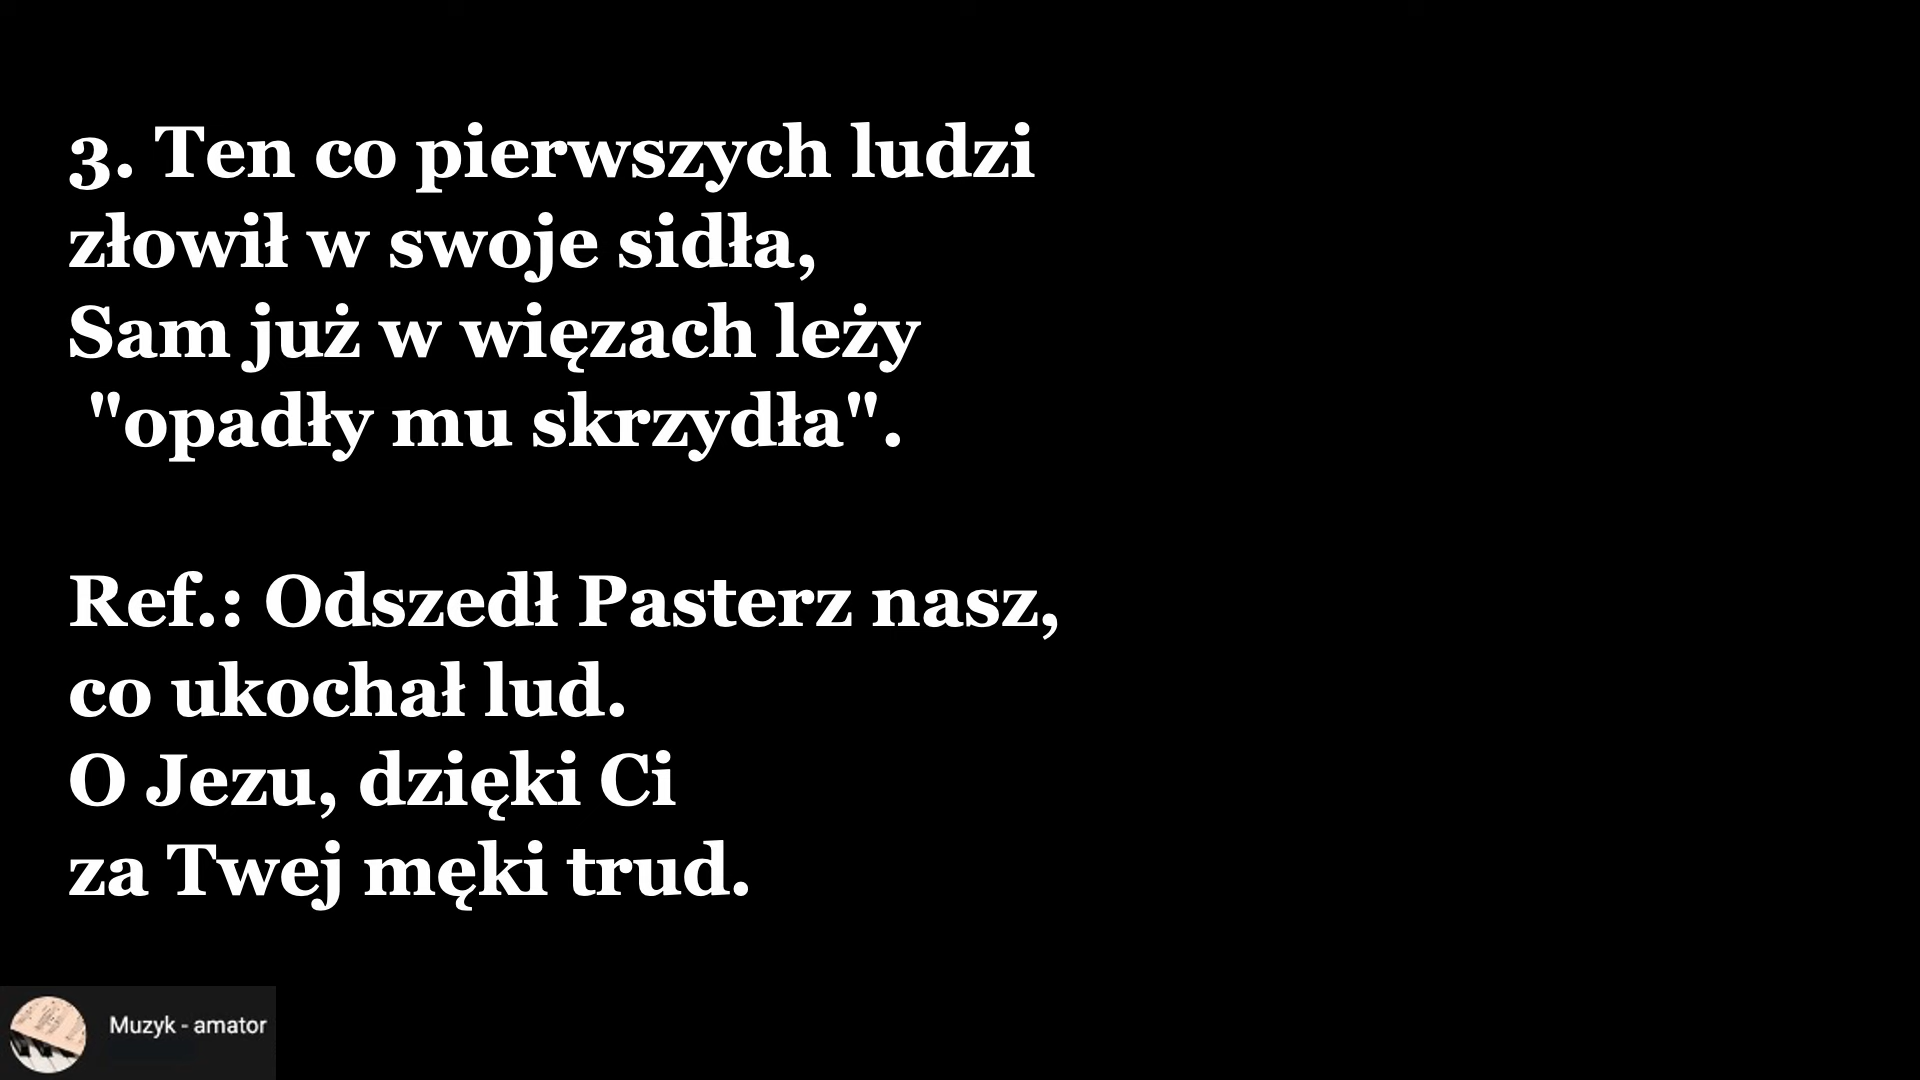 3. Ten co pierwszych ludzi
złowił w swoje sidła,
Sam już w więzach leży
"opadły mu skrzydła".
Ref.: Odszedł Pasterz nasz,
co ukochał lud.
O Jezu, dzięki Ci
za Twej męki trud.
Muzyk - amator